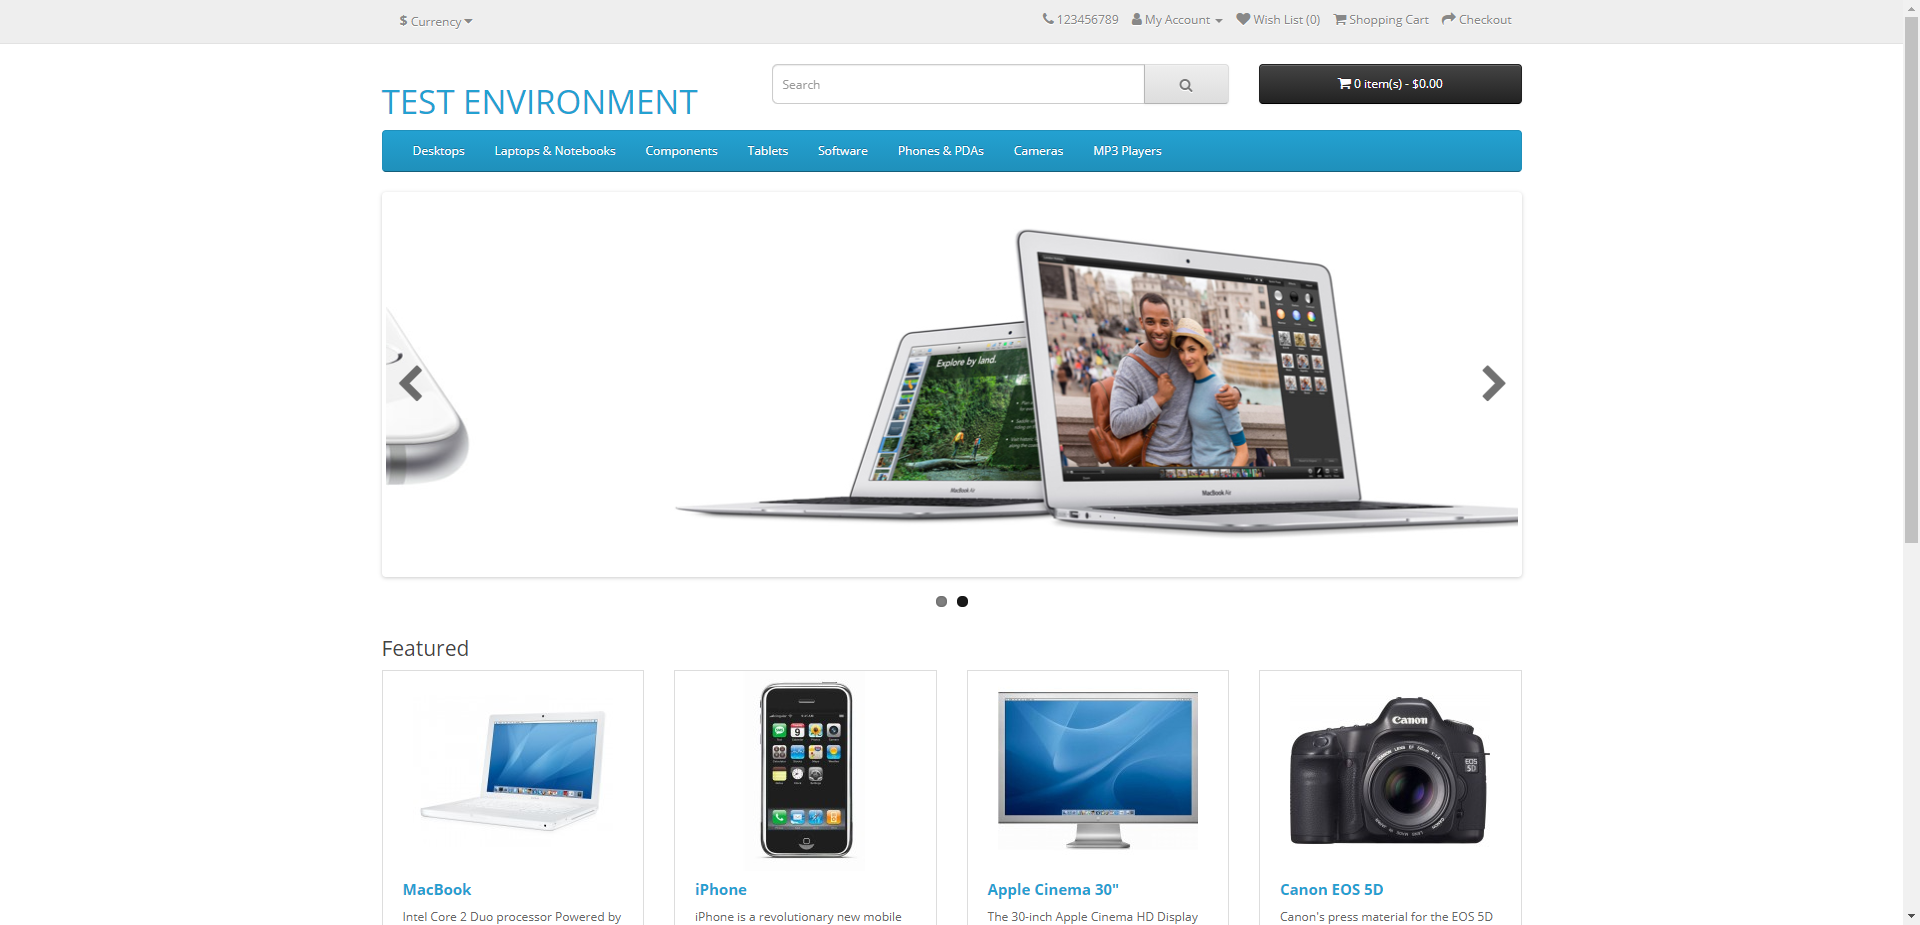 $ Currency
123456789 My Account Wish List (0) Shopping Cart Checkout
TEST ENVIRONMENT
Search
0 item(s) - $0.00
Desktops Laptops & Notebooks Components Tablets Software Phones & PDAs Cameras MP3 Players
Explore by land.
MacBook Air
MacBook Air
Featured
Canon
EOS
5D
MacBook
iPhone
Apple Cinema 30"
Canon EOS 5D
Intel Core 2 Duo processor Powered by
iPhone is a revolutionary new mobile
The 30-inch Apple Cinema HD Display
Canon's press material for the EOS 5D